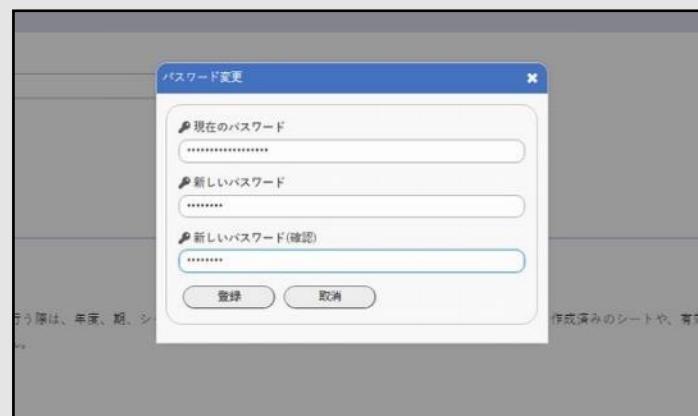 パスワード変更
現在のパスワード
••••••••••••••••••
新しいパスワード
••••••••
新しいパスワード(確認)
••••••••
登録 取消
行う際は、年度、期、シ 作成済みのシートや、有効
ん。